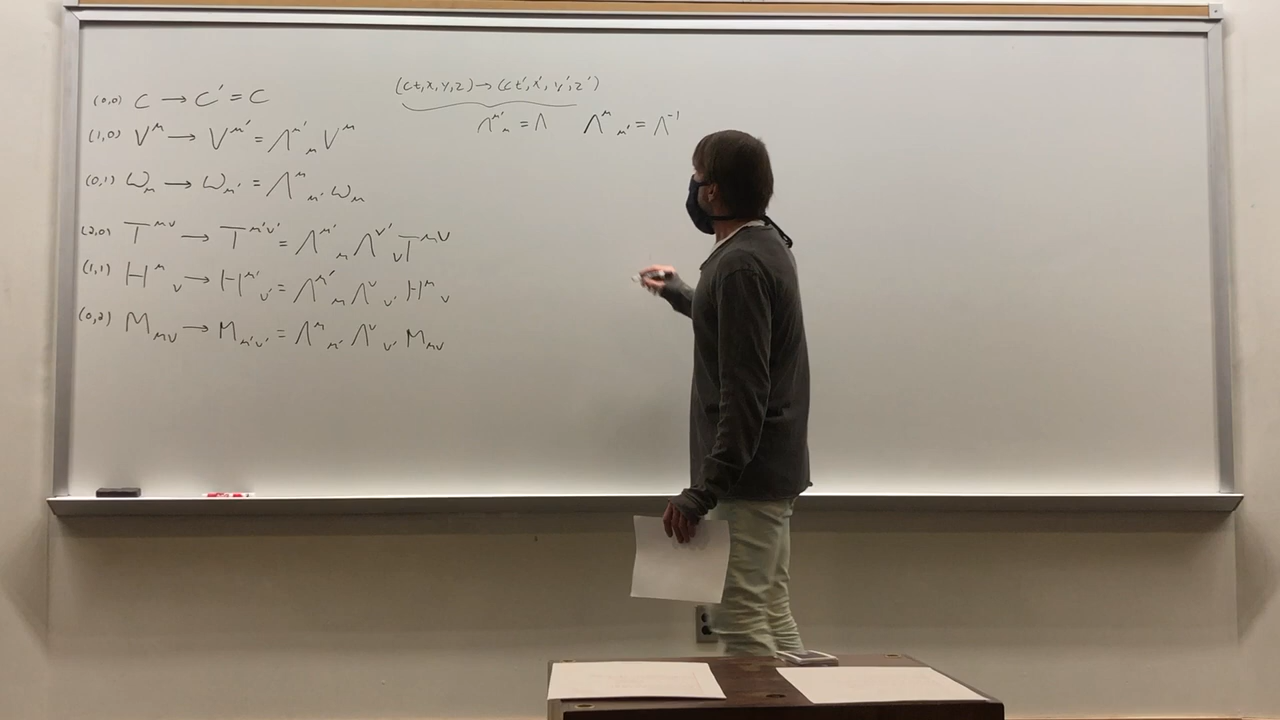 (0,0) C → C' = C
(1,0) V^μ → V^μ' = Λ^μ'_μ V^μ
(0,1) ω_μ → ω_μ' = Λ^μ_μ' ω_μ
(2,0) T^μν → T^μ'ν' = Λ^μ'_μ Λ^ν'_ν T^μν
(1,1) H^μ_ν → H^μ'_ν' = Λ^μ'_μ Λ^ν_ν' H^μ_ν
(0,2) M_μν → M_μ'ν' = Λ^μ_μ' Λ^ν_ν' M_μν
(ct,x,y,z) → (ct',x',y',z')
Λ^μ'_μ = Λ Λ^μ_μ' = Λ^-1